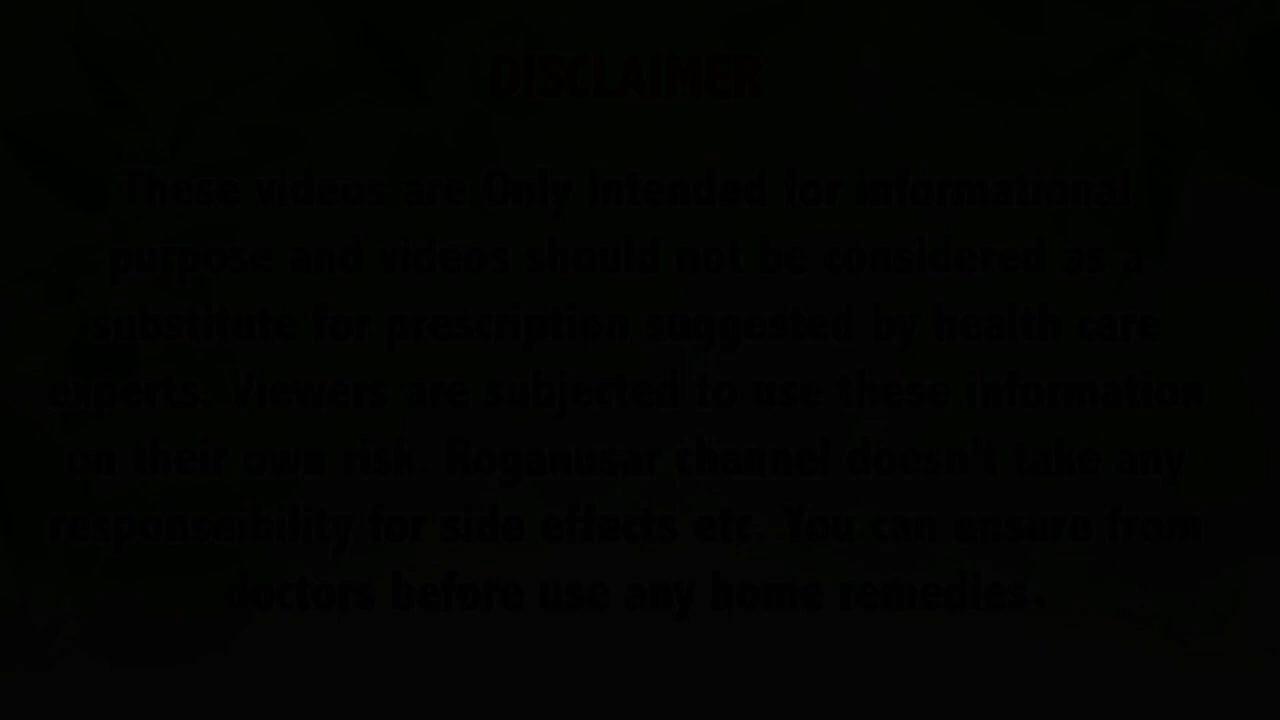 DISCLAIMER
These videos are Only intended for informational
purpose and videos should not be considered as a
substitute for prescription suggested by health care
experts. Viewers are subjected to use these information
on their own risk. Roganusar channel doesn't take any
responsibility for side effects etc. You can ensure from
doctors before use any home remedies.